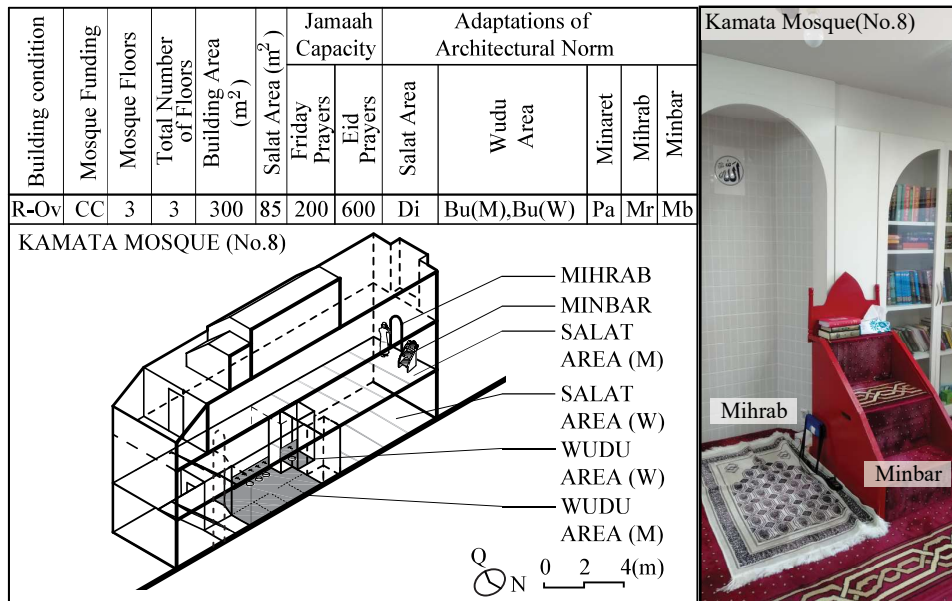 Building condition
Mosque Funding
Mosque Floors
Total Number
of Floors
Building Area
(m²)
Salat Area (m²)
Jamaah
Capacity
Friday
Prayers
Eid
Prayers
Adaptations of
Architectural Norm
Salat Area
Wudu
Area
Minaret
Mihrab
Minbar
R-Ov CC 3 3 300 85 200 600 Di Bu(M),Bu(W) Pa Mr Mb
KAMATA MOSQUE (No.8)
MIHRAB
MINBAR
SALAT
AREA (M)
SALAT
AREA (W)
WUDU
AREA (W)
WUDU
AREA (M)
Q
N
0 2 4(m)
Kamata Mosque(No.8)
الله
Mihrab
Minbar